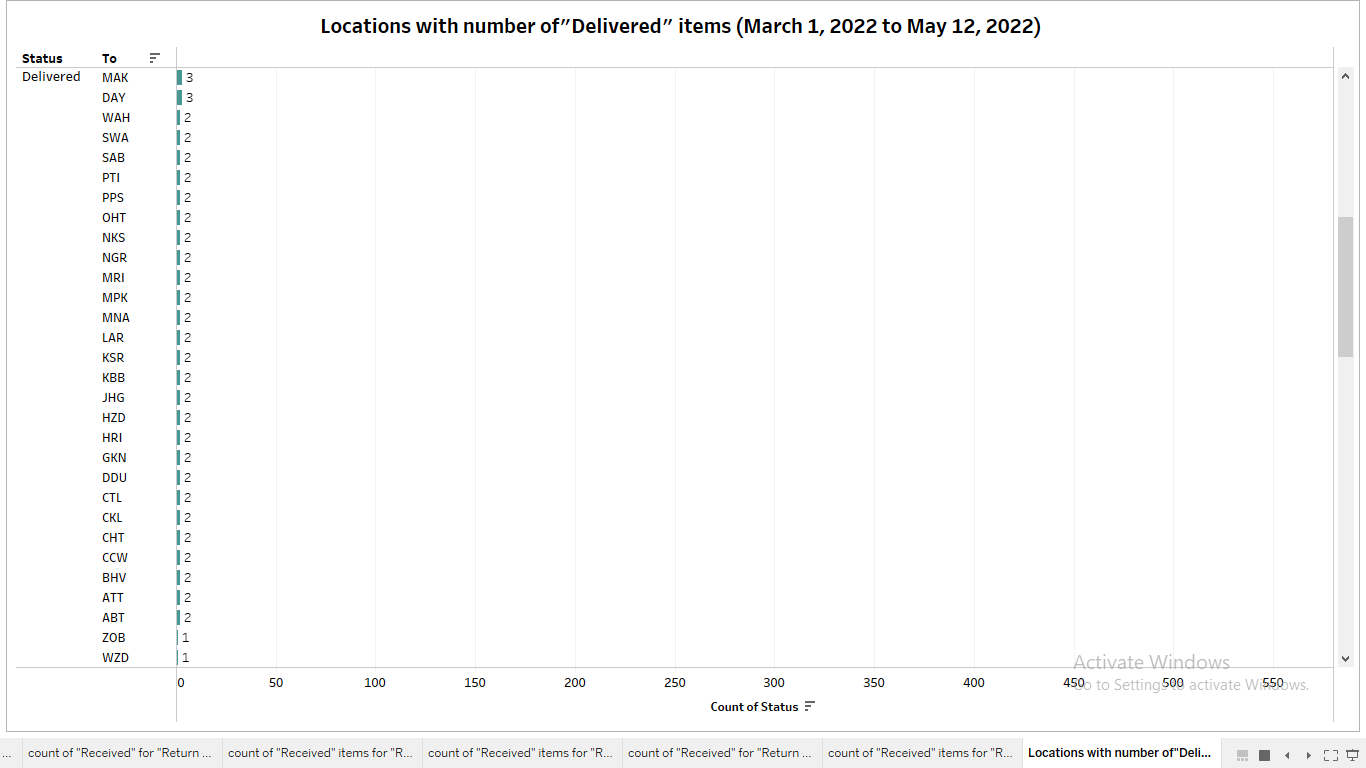 Locations with number of”Delivered” items (March 1, 2022 to May 12, 2022)
Status To
Delivered MAK 3
DAY 3
WAH 2
SWA 2
SAB 2
PTI 2
PPS 2
OHT 2
NKS 2
NGR 2
MRI 2
MPK 2
MNA 2
LAR 2
KSR 2
KBB 2
JHG 2
HZD 2
HRI 2
GKN 2
DDU 2
CTL 2
CKL 2
CHT 2
CCW 2
BHV 2
ATT 2
ABT 2
ZOB 1
WZD 1
0 50 100 150 200 250 300 350 400 450 500 550
Count of Status
Activate Windows
Go to Settings to activate Windows.
... count of "Received" for "Return ... count of "Received" items for "R... count of "Received" items for "R... count of "Received" for "Return ... count of "Received" items for "R... Locations with number of"Deli...